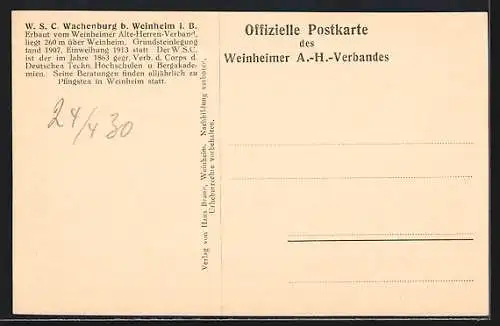 W. S. C. Wachenburg b. Weinheim i. B.
Erbaut vom Weinheimer Alte-Herren-Verband,
liegt 260 m über Weinheim. Grundsteinlegung
fand 1907, Einweihung 1913 statt. Der W.S.C.
ist der im Jahre 1863 gegr. Verb. d. Corps d.
Deutschen Techn. Hochschulen u. Bergakade-
mien. Seine Beratungen finden alljährlich zu
Pfingsten in Weinheim statt.
24/4 30
Verlag von Hans Braun, Weinheim. Nachbildung verboten,
Urheberrechte vorbehalten.
Offizielle Postkarte
des
Weinheimer A.-H.-Verbandes